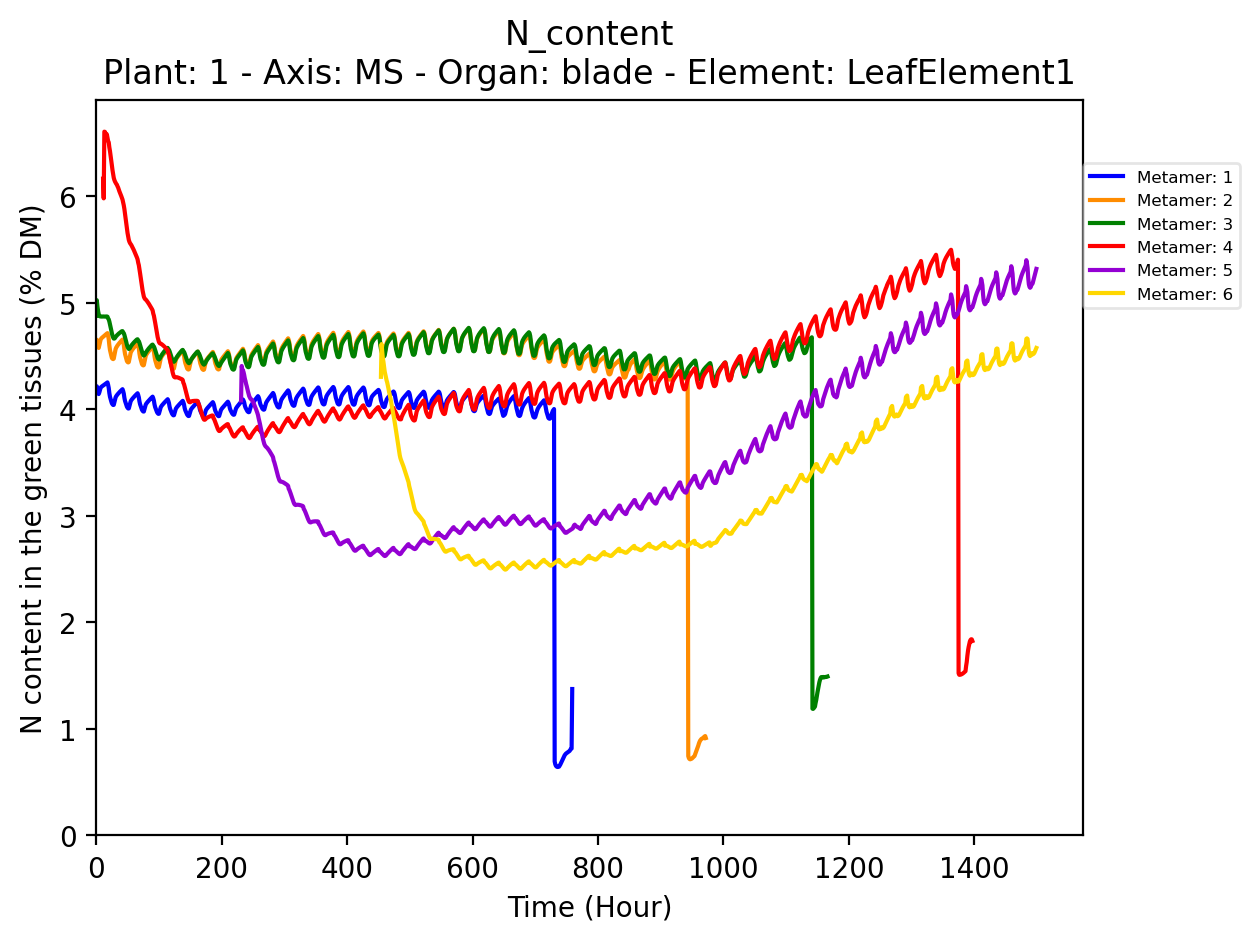 N_content
Plant: 1 - Axis: MS - Organ: blade - Element: LeafElement1
N content in the green tissues (% DM)
6
5
4
3
2
1
0
0 200 400 600 800 1000 1200 1400
Time (Hour)
Metamer: 1
Metamer: 2
Metamer: 3
Metamer: 4
Metamer: 5
Metamer: 6